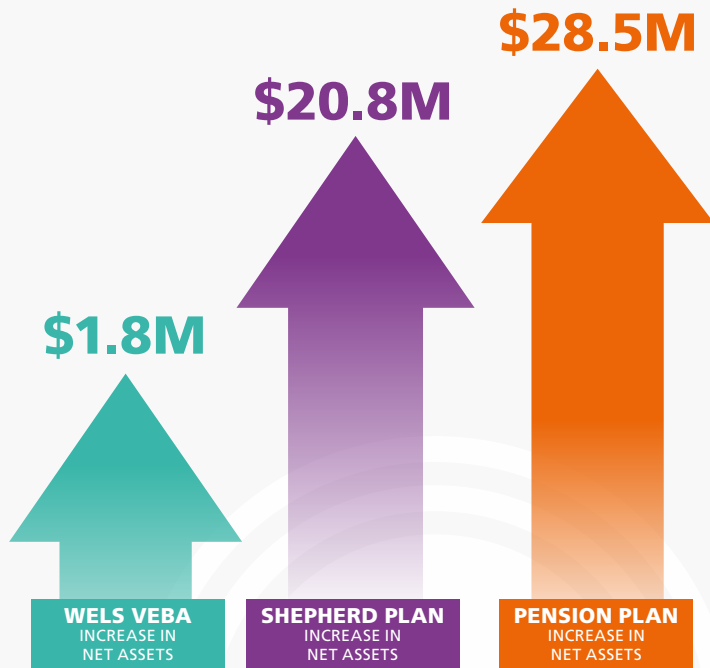 $1.8M
WELS VEBA
INCREASE IN
NET ASSETS
$20.8M
SHEPHERD PLAN
INCREASE IN
NET ASSETS
$28.5M
PENSION PLAN
INCREASE IN
NET ASSETS